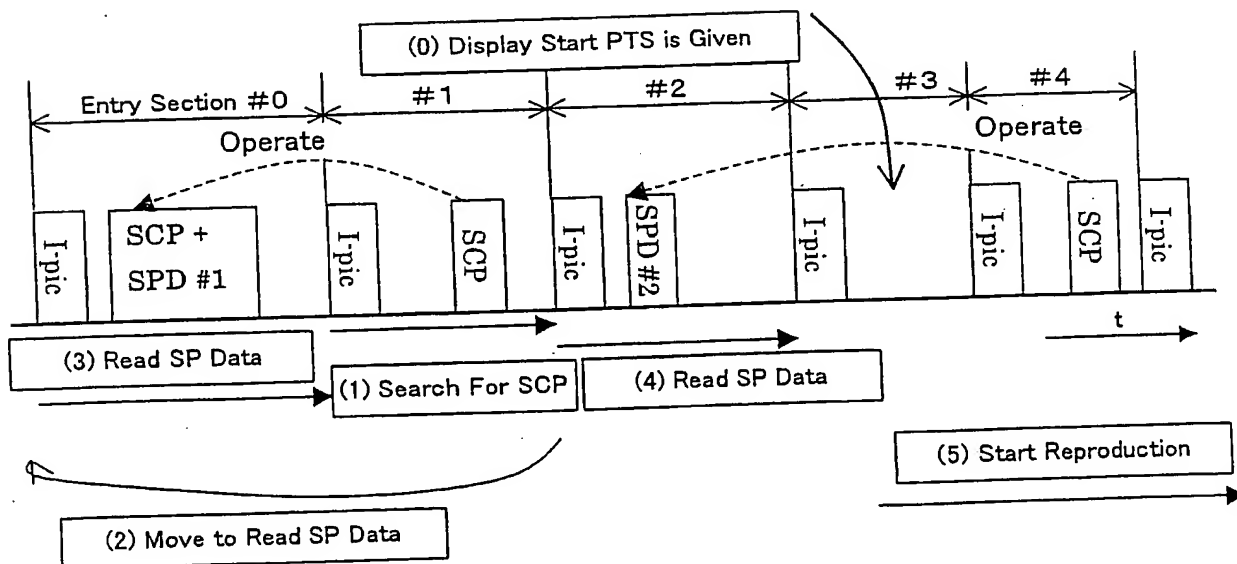 (0) Display Start PTS is Given
Entry Section #0
#1
#2
#3
#4
Operate
Operate
I-pic
SCP +
SPD #1
I-pic
SCP
I-pic
SPD #2
I-pic
I-pic
SCP
I-pic
t
(3) Read SP Data
(1) Search For SCP
(4) Read SP Data
(5) Start Reproduction
(2) Move to Read SP Data